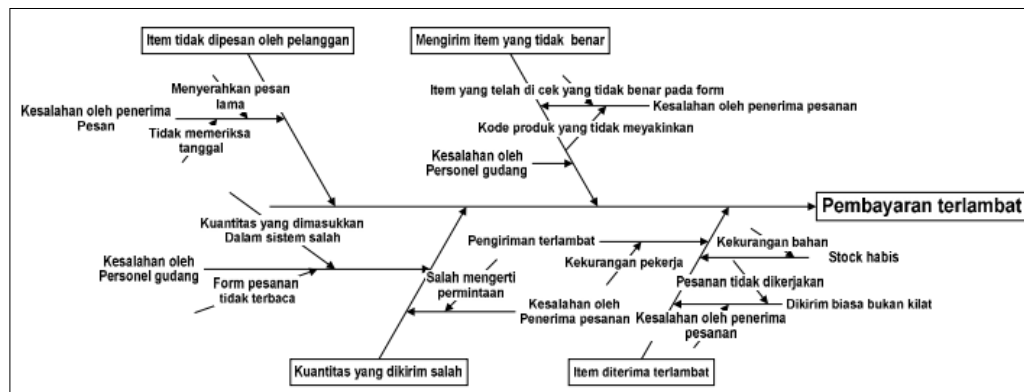 Item tidak dipesan oleh pelanggan
Mengirim item yang tidak benar
Menyerahkan pesan
lama
Kesalahan oleh penerima
Pesan
Tidak memeriksa
tanggal
Item yang telah di cek yang tidak benar pada form
Kesalahan oleh penerima pesanan
Kode produk yang tidak meyakinkan
Kesalahan oleh
Personel gudang
Pembayaran terlambat
Kuantitas yang dimasukkan
Dalam sistem salah
Kesalahan oleh
Personel gudang
Form pesanan
tidak terbaca
Salah mengerti
permintaan
Kesalahan oleh
Penerima pesanan
Pengiriman terlambat
Kekurangan pekerja
Kekurangan bahan
Stock habis
Pesanan tidak dikerjakan
Dikirim biasa bukan kilat
Kesalahan oleh penerima
pesanan
Kuantitas yang dikirim salah
Item diterima terlambat